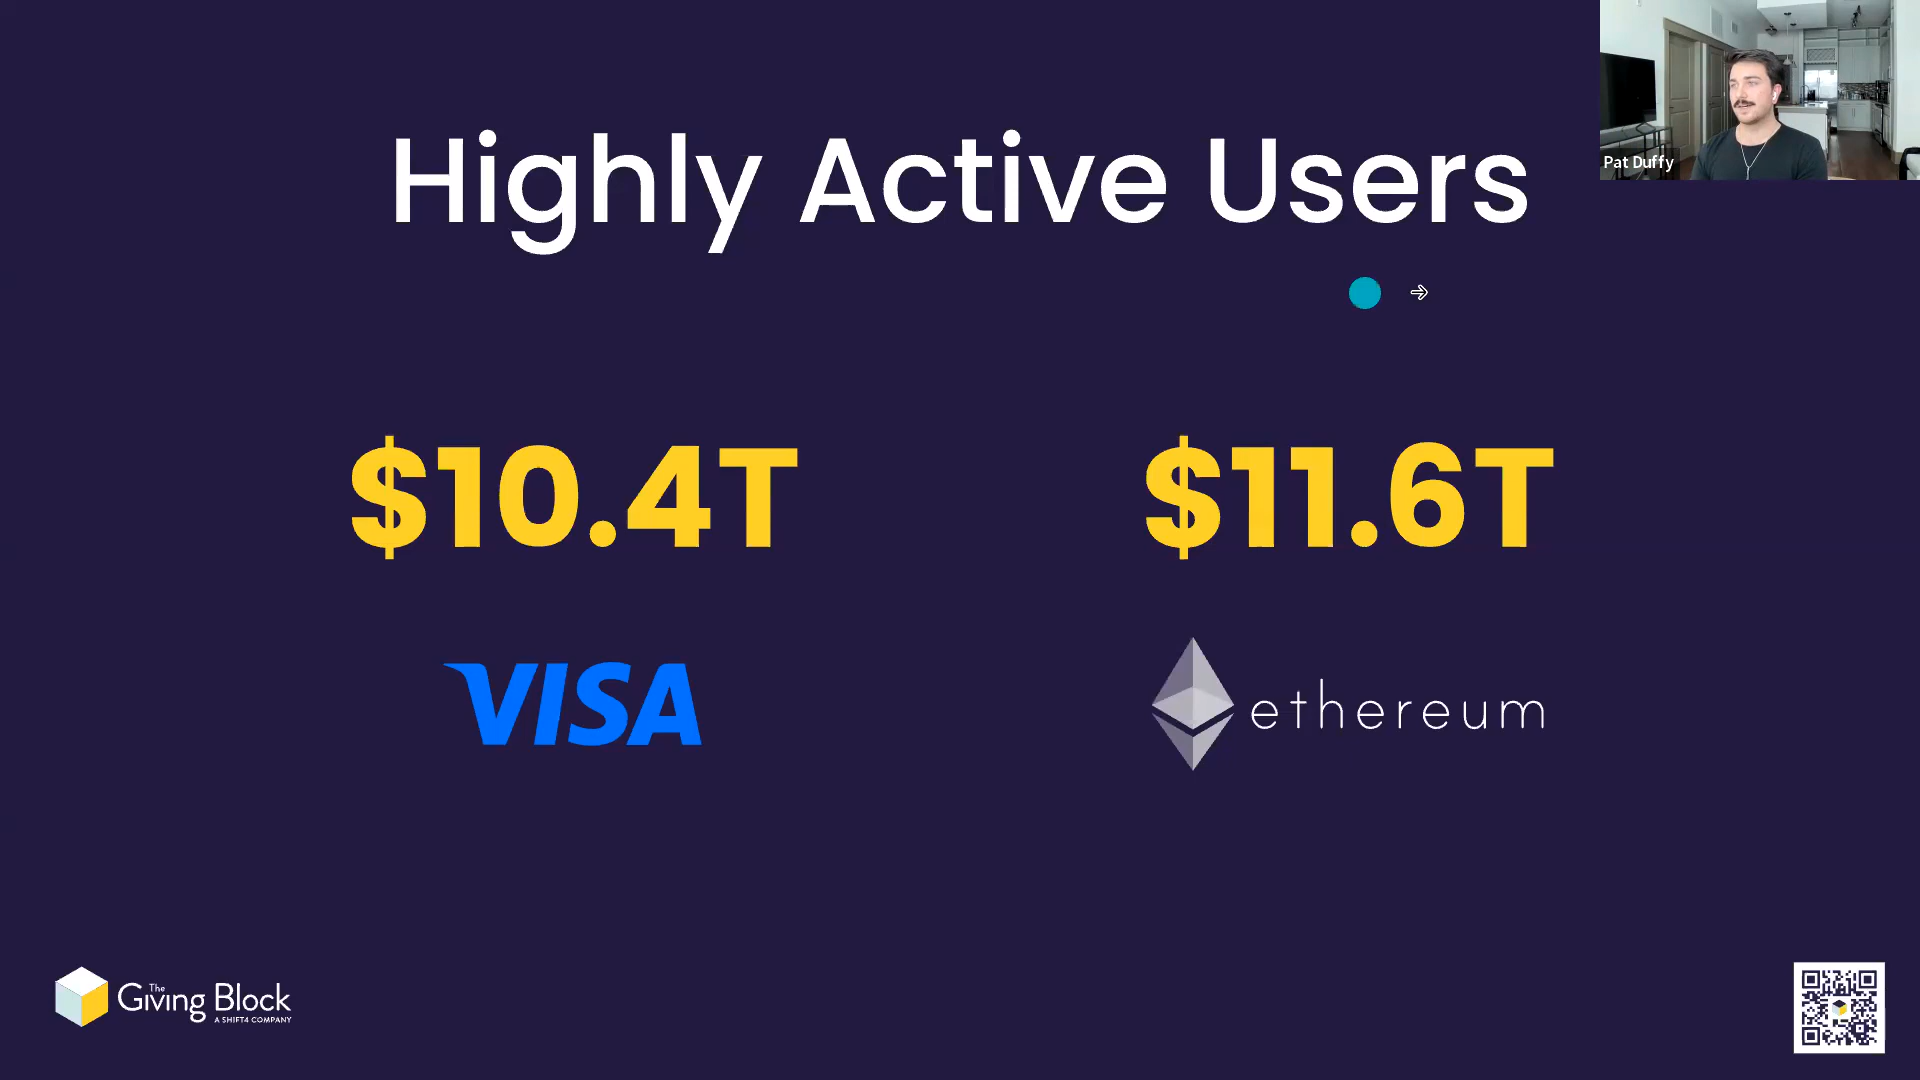 Highly Active Users
Pat Duffy
$10.4T
$11.6T
VISA
ethereum
The
Giving Block
A SHIFT4 COMPANY